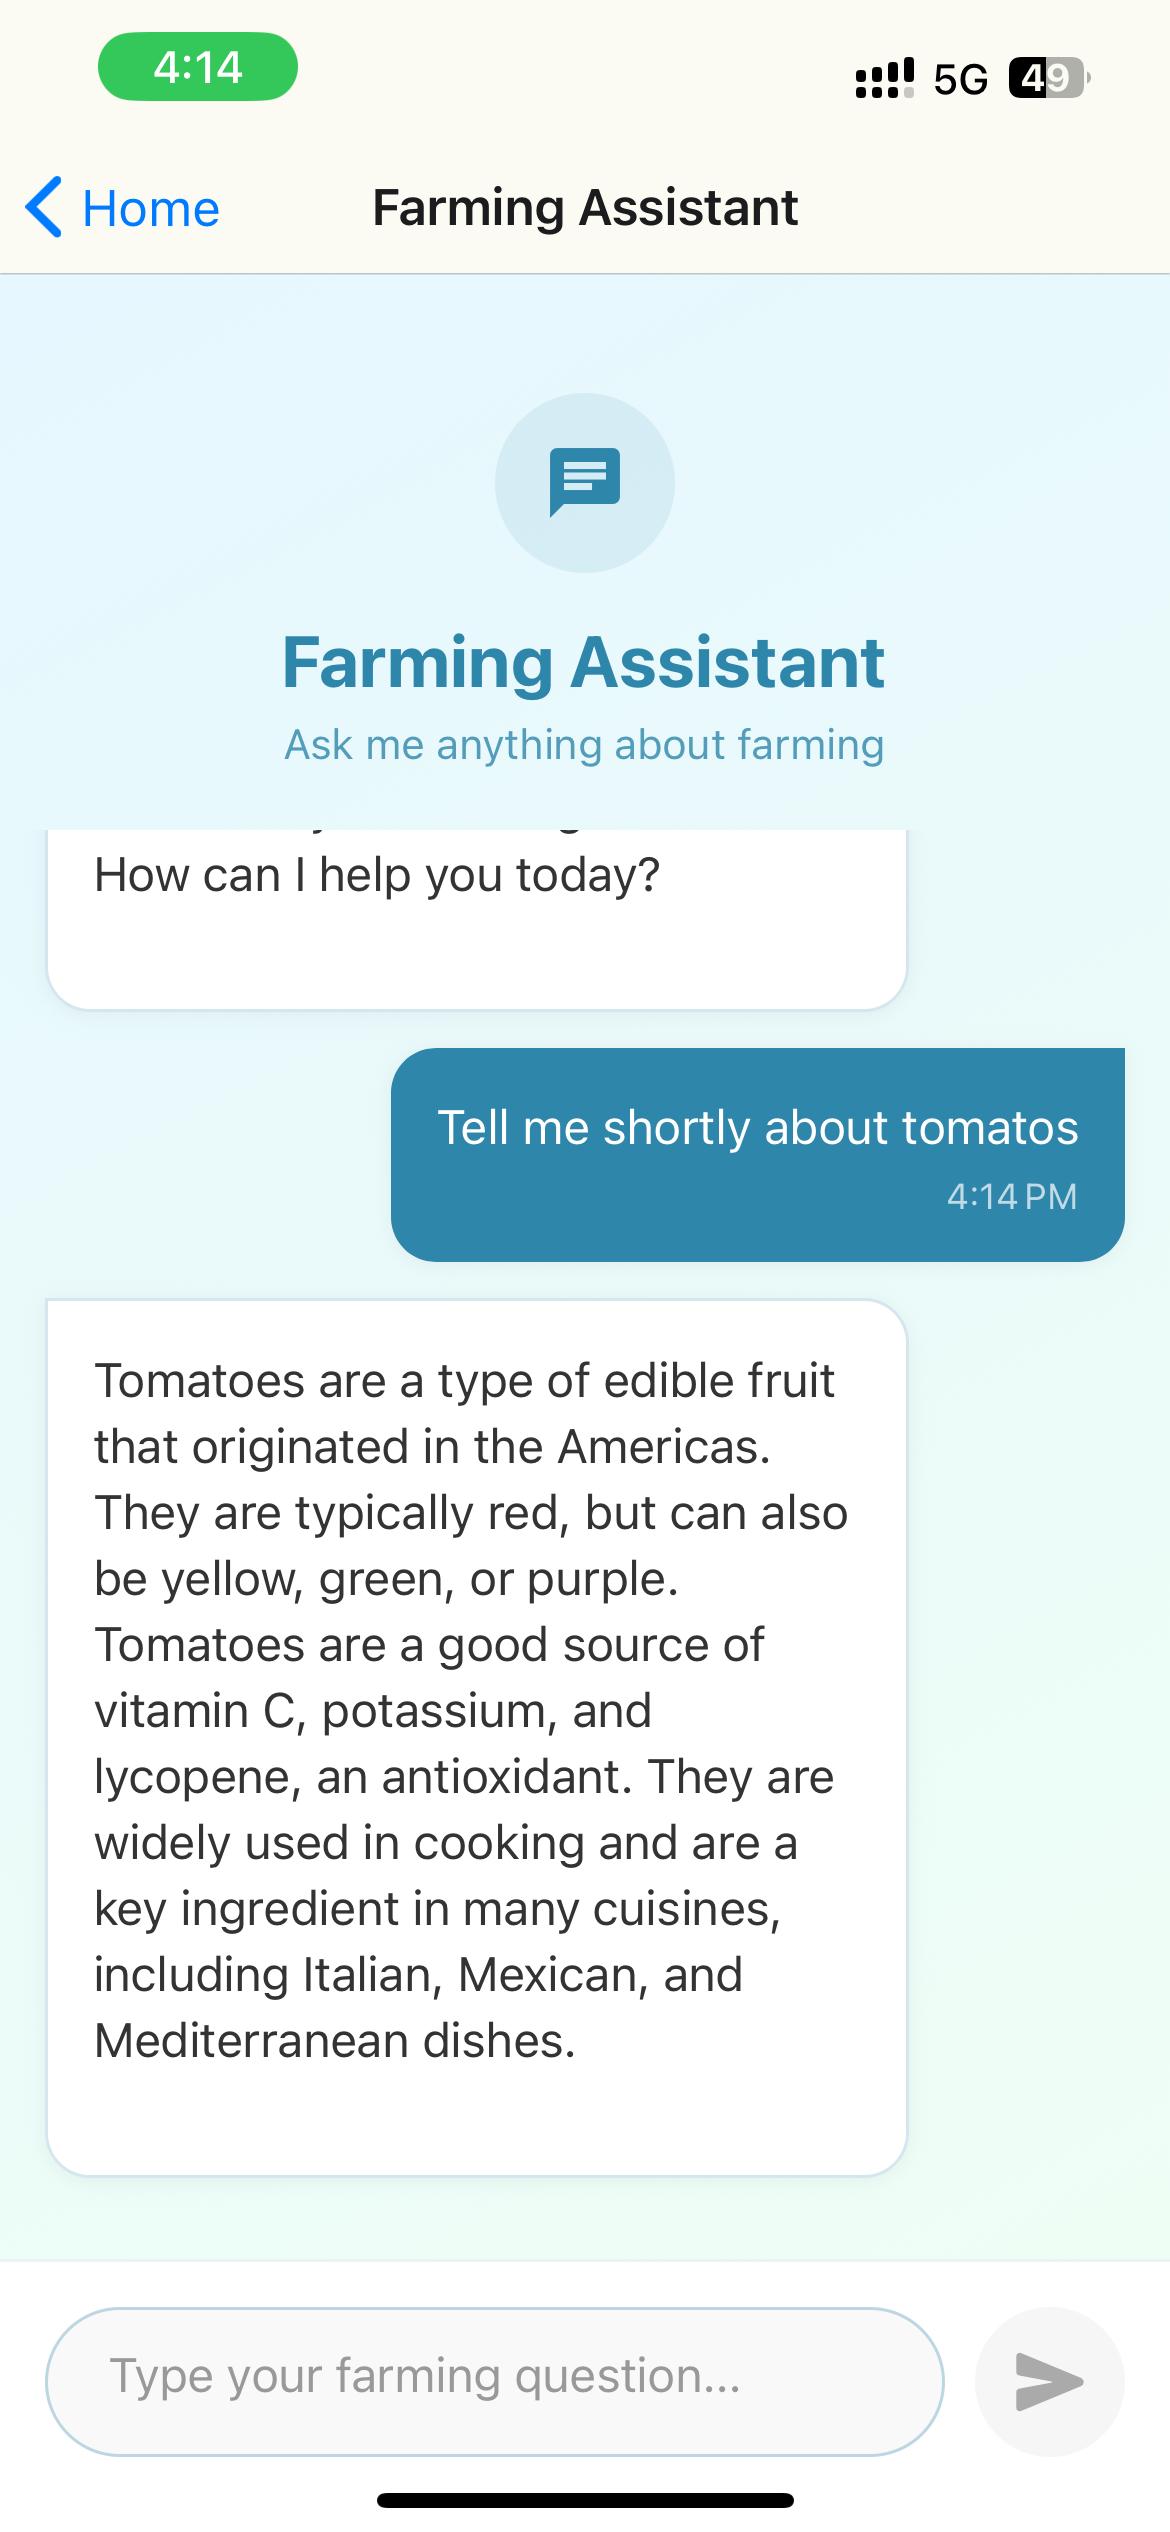 4:14
5G 49
Home
Farming Assistant
Farming Assistant
Ask me anything about farming
How can I help you today?
Tell me shortly about tomatos
4:14 PM
Tomatoes are a type of edible fruit
that originated in the Americas.
They are typically red, but can also
be yellow, green, or purple.
Tomatoes are a good source of
vitamin C, potassium, and
lycopene, an antioxidant. They are
widely used in cooking and are a
key ingredient in many cuisines,
including Italian, Mexican, and
Mediterranean dishes.
Type your farming question...